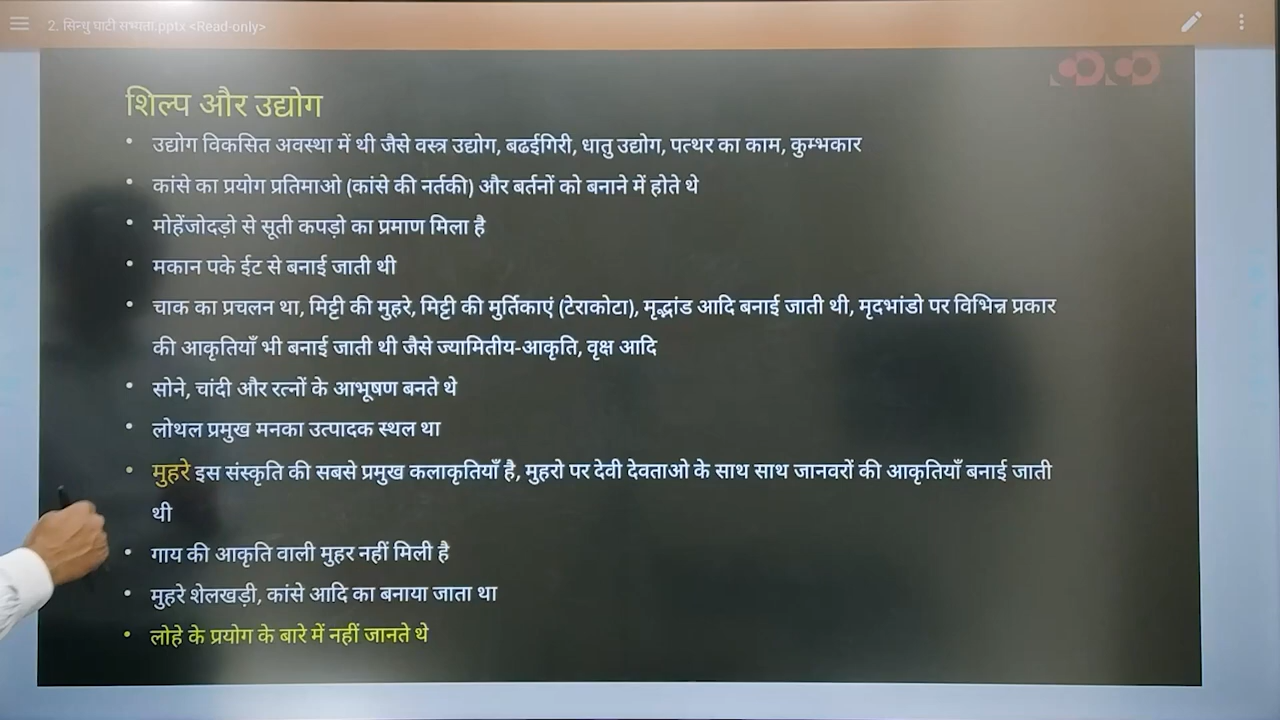 2. सिन्धु घाटी सभ्यता.pptx <Read-only>
शिल्प और उद्योग
• उद्योग विकसित अवस्था में थी जैसे वस्त्र उद्योग, बढईगिरी, धातु उद्योग, पत्थर का काम, कुम्भकार
• कांसे का प्रयोग प्रतिमाओ (कांसे की नर्तकी) और बर्तनों को बनाने में होते थे
• मोहेंजोदड़ो से सूती कपड़ो का प्रमाण मिला है
• मकान पके ईट से बनाई जाती थी
• चाक का प्रचलन था, मिट्टी की मुहरे, मिट्टी की मुर्तिकाएं (टेराकोटा), मृद्भांड आदि बनाई जाती थी, मृदभांडो पर विभिन्न प्रकार
की आकृतियाँ भी बनाई जाती थी जैसे ज्यामितीय-आकृति, वृक्ष आदि
• सोने, चांदी और रत्नों के आभूषण बनते थे
• लोथल प्रमुख मनका उत्पादक स्थल था
• मुहरे इस संस्कृति की सबसे प्रमुख कलाकृतियाँ है, मुहरो पर देवी देवताओ के साथ साथ जानवरों की आकृतियाँ बनाई जाती
थी
• गाय की आकृति वाली मुहर नहीं मिली है
• मुहरे शेलखड़ी, कांसे आदि का बनाया जाता था
• लोहे के प्रयोग के बारे में नहीं जानते थे